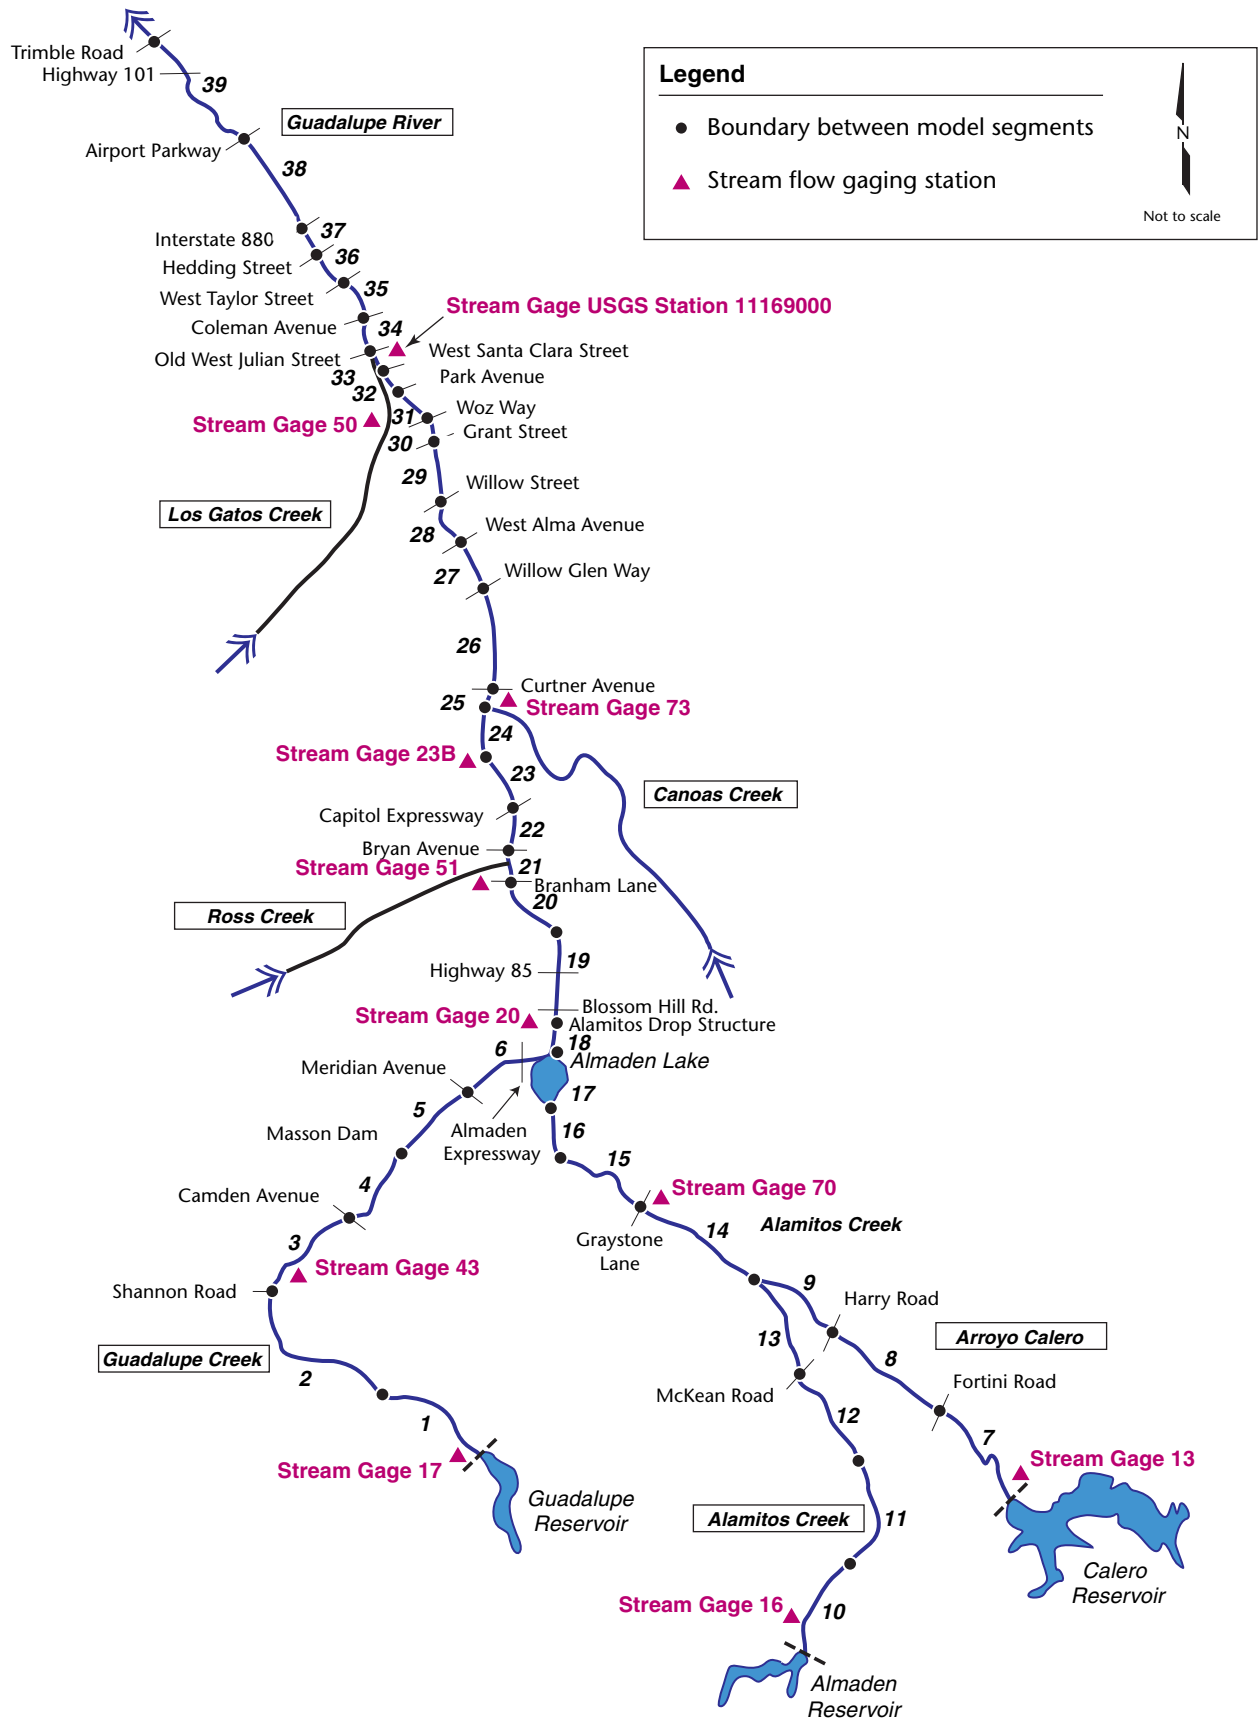 Trimble Road
Highway 101
39
Guadalupe River
Airport Parkway
38
Legend
Boundary between model segments
Stream flow gaging station
N
Not to scale
37
Interstate 880
36
Hedding Street
35
West Taylor Street
Stream Gage USGS Station 11169000
Coleman Avenue
34
Old West Julian Street
West Santa Clara Street
33
Park Avenue
32
Woz Way
31
Stream Gage 50
Grant Street
30
29
Willow Street
Los Gatos Creek
28
West Alma Avenue
27
Willow Glen Way
26
Curtner Avenue
25
Stream Gage 73
24
Stream Gage 23B
23
Canoas Creek
Capitol Expressway
22
Bryan Avenue
Stream Gage 51
21
Branham Lane
20
Ross Creek
19
Highway 85
Blossom Hill Rd.
Stream Gage 20
Alamitos Drop Structure
18
6
Almaden Lake
Meridian Avenue
17
5
Almaden
Expressway
16
Masson Dam
15
4
Stream Gage 70
Camden Avenue
14
Alamitos Creek
Graystone
Lane
3
Stream Gage 43
9
Shannon Road
Harry Road
13
Arroyo Calero
Guadalupe Creek
8
2
McKean Road
Fortini Road
12
1
7
Stream Gage 13
Stream Gage 17
Guadalupe
Reservoir
Alamitos Creek
11
Calero
Reservoir
Stream Gage 16
10
Almaden
Reservoir